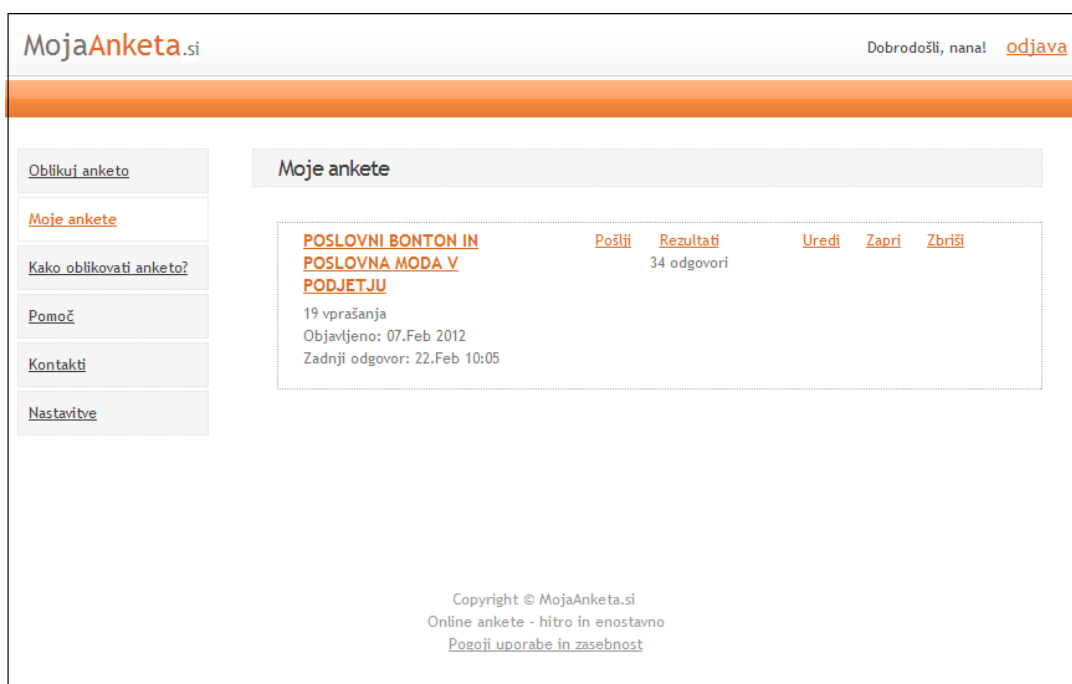 MojaAnketa.si
Dobrodošli, nana! odjava
Oblikuj anketo
Moje ankete
Kako oblikovati anketo?
Pomoč
Kontakti
Nastavitve
Moje ankete
POSLOVNI BONTON IN
POSLOVNA MODA V
PODJETJU
19 vprašanja
Objavljeno: 07.Feb 2012
Zadnji odgovor: 22.Feb 10:05
Pošlji Rezultati Uredi Zapri Zbriši
34 odgovori
Copyright © MojaAnketa.si
Online ankete - hitro in enostavno
Pogoji uporabe in zasebnost